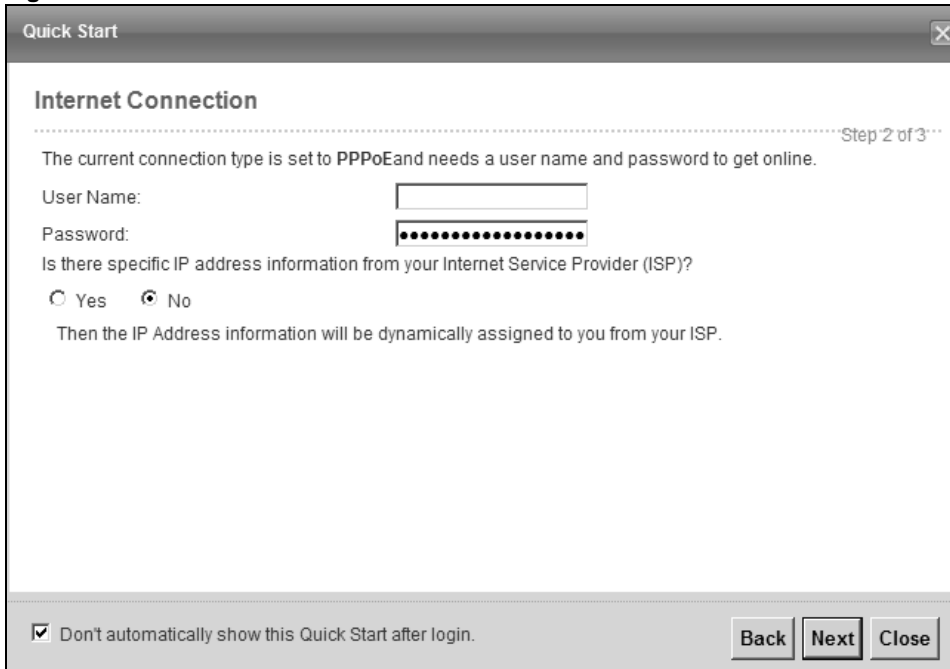 Quick Start
Internet Connection
Step 2 of 3
The current connection type is set to PPPoEand needs a user name and password to get online.
User Name:
Password:
Is there specific IP address information from your Internet Service Provider (ISP)?
Yes No
Then the IP Address information will be dynamically assigned to you from your ISP.
Don't automatically show this Quick Start after login.
Back Next Close